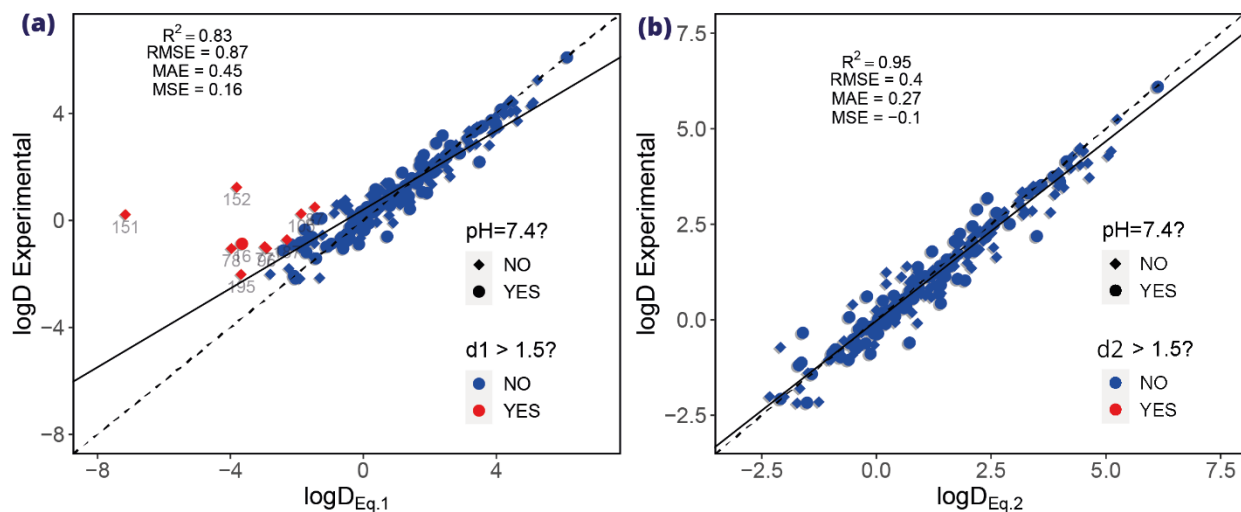 (a)
R² = 0.83
RMSE = 0.87
MAE = 0.45
MSE = 0.16
logD Experimental
4
0
−4
−8
152
151
78
96
195
pH=7.4?
NO
YES
d1 > 1.5?
NO
YES
−8
−4
0
4
logD_Eq.1
(b)
R² = 0.95
RMSE = 0.4
MAE = 0.27
MSE = −0.1
logD Experimental
7.5
5.0
2.5
0.0
−2.5
pH=7.4?
NO
YES
d2 > 1.5?
NO
YES
−2.5
0.0
2.5
5.0
7.5
logD_Eq.2